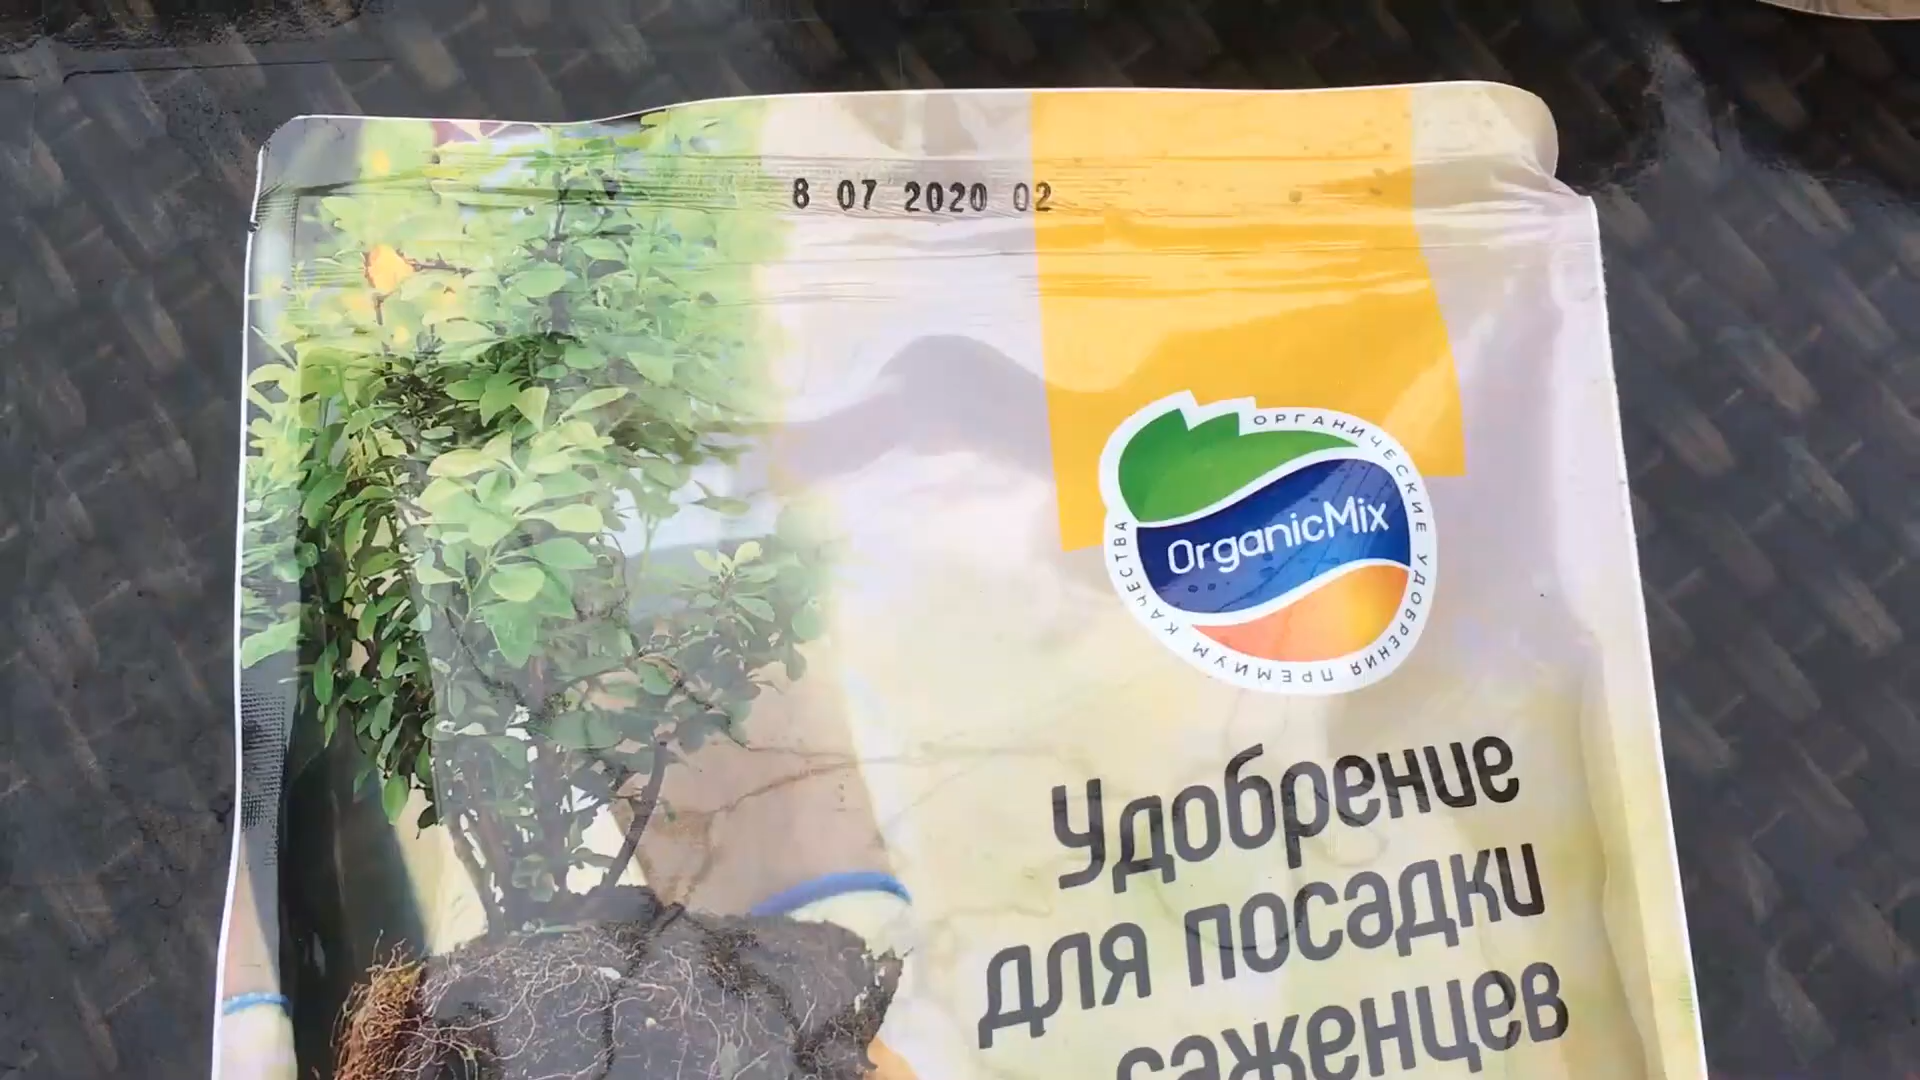 8 07 2020 02
ОРГАНИЧЕСКИЕ УДОБРЕНИЯ ПРЕМИУМ КАЧЕСТВА
OrganicMix
Удобрение
для посадки
саженцев